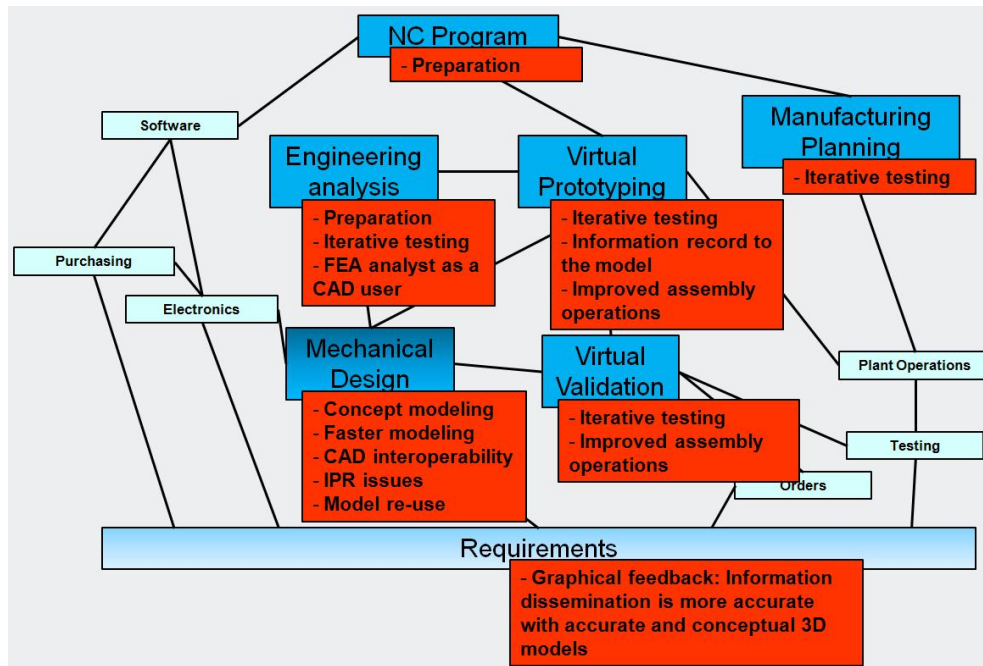 NC Program
- Preparation
Software
Manufacturing
Planning
- Iterative testing
Engineering
analysis
- Preparation
- Iterative testing
- FEA analyst as a
CAD user
Virtual
Prototyping
- Iterative testing
- Information record to
the model
- Improved assembly
operations
Purchasing
Electronics
Mechanical
Design
- Concept modeling
- Faster modeling
- CAD interoperability
- IPR issues
- Model re-use
Virtual
Validation
- Iterative testing
- Improved assembly
operations
Plant Operations
Testing
Orders
Requirements
- Graphical feedback: Information
dissemination is more accurate
with accurate and conceptual 3D
models